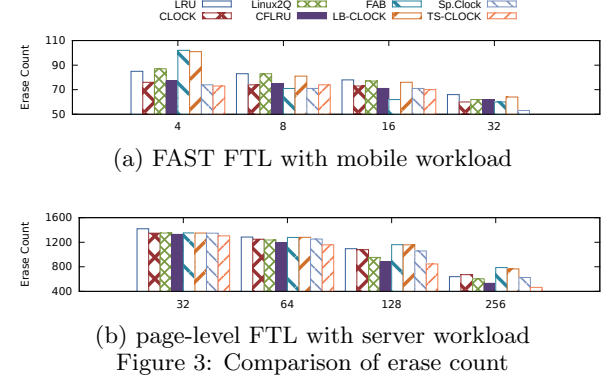 LRU Linux2Q FAB Sp.Clock
CLOCK CFLRU LB-CLOCK TS-CLOCK
Erase Count
110
90
70
50
4 8 16 32
(a) FAST FTL with mobile workload
Erase Count
1600
1200
800
400
32 64 128 256
(b) page-level FTL with server workload
Figure 3: Comparison of erase count